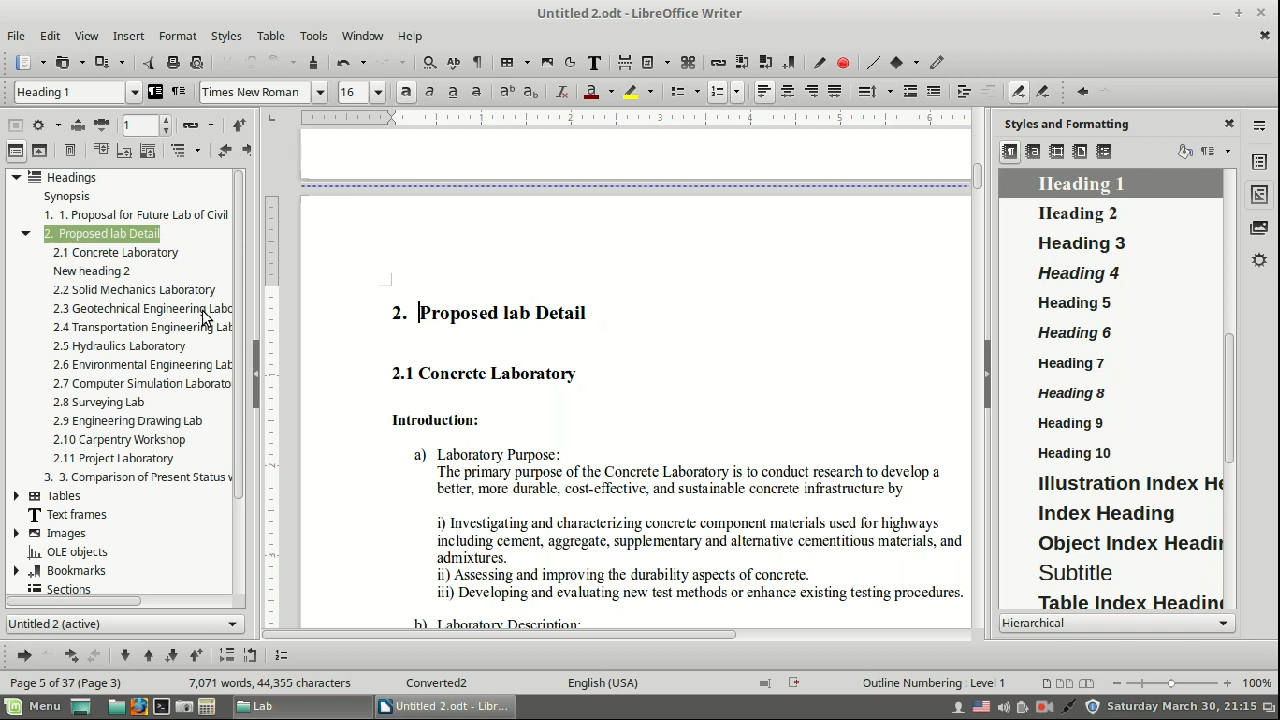 Untitled 2.odt - LibreOffice Writer
File Edit View Insert Format Styles Table Tools Window Help
Heading 1
Times New Roman
16
1
Headings
Synopsis
1. 1. Proposal for Future Lab of Civil
2. Proposed lab Detail
2.1 Concrete Laboratory
New heading 2
2.2 Solid Mechanics Laboratory
2.3 Geotechnical Engineering Labo
2.4 Transportation Engineering Lab
2.5 Hydraulics Laboratory
2.6 Environmental Engineering Lab
2.7 Computer Simulation Laborato
2.8 Surveying Lab
2.9 Engineering Drawing Lab
2.10 Carpentry Workshop
2.11 Project Laboratory
3. 3. Comparison of Present Status w
Tables
Text frames
Images
OLE objects
Bookmarks
Sections
Untitled 2 (active)
1 2 3 4 5 6
1
2
3
2. Proposed lab Detail
2.1 Concrete Laboratory
Introduction:
a) Laboratory Purpose:
The primary purpose of the Concrete Laboratory is to conduct research to develop a
better, more durable, cost-effective, and sustainable concrete infrastructure by
i) Investigating and characterizing concrete component materials used for highways
including cement, aggregate, supplementary and alternative cementitious materials, and
admixtures.
ii) Assessing and improving the durability aspects of concrete.
iii) Developing and evaluating new test methods or enhance existing testing procedures.
b) Laboratory Description:
Styles and Formatting
Heading 1
Heading 2
Heading 3
Heading 4
Heading 5
Heading 6
Heading 7
Heading 8
Heading 9
Heading 10
Illustration Index He
Index Heading
Object Index Headin
Subtitle
Table Index Heading
Hierarchical
Page 5 of 37 (Page 3) 7,071 words, 44,355 characters Converted2 English (USA) Outline Numbering : Level 1 100%
Menu Lab Untitled 2.odt - Libr... Saturday March 30, 21:15